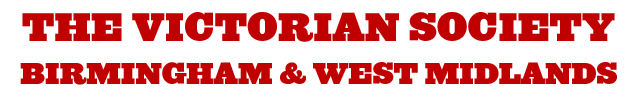 THE VICTORIAN SOCIETY
BIRMINGHAM & WEST MIDLANDS